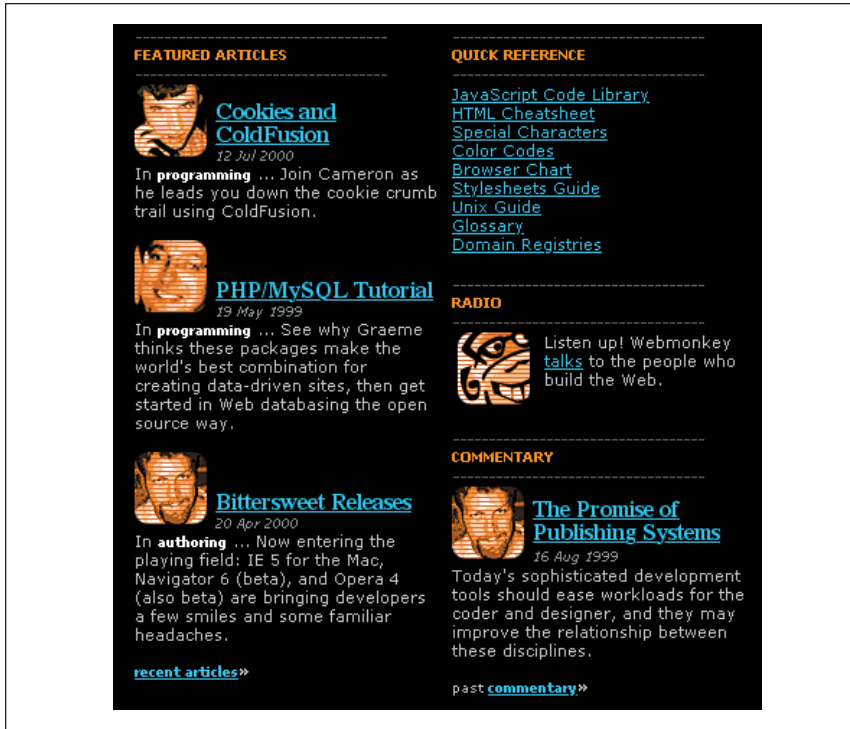 FEATURED ARTICLES
Cookies and
ColdFusion
12 Jul 2000
In programming ... Join Cameron as
he leads you down the cookie crumb
trail using ColdFusion.
PHP/MySQL Tutorial
19 May 1999
In programming ... See why Graeme
thinks these packages make the
world's best combination for
creating data-driven sites, then get
started in Web databasing the open
source way.
Bittersweet Releases
20 Apr 2000
In authoring ... Now entering the
playing field: IE 5 for the Mac,
Navigator 6 (beta), and Opera 4
(also beta) are bringing developers
a few smiles and some familiar
headaches.
recent articles»
QUICK REFERENCE
JavaScript Code Library
HTML Cheatsheet
Special Characters
Color Codes
Browser Chart
Stylesheets Guide
Unix Guide
Glossary
Domain Registries
RADIO
Listen up! Webmonkey
talks to the people who
build the Web.
COMMENTARY
The Promise of
Publishing Systems
16 Aug 1999
Today's sophisticated development
tools should ease workloads for the
coder and designer, and they may
improve the relationship between
these disciplines.
past commentary»